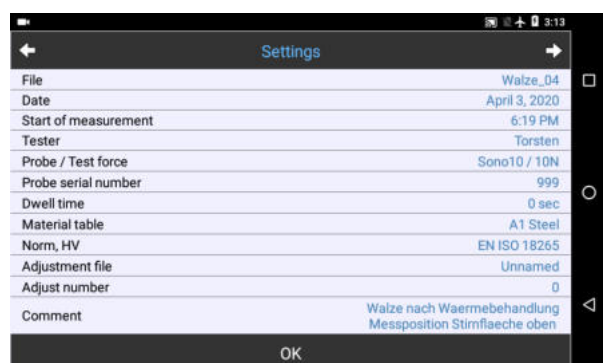 3:13
Settings
File Walze_04
Date April 3, 2020
Start of measurement 6:19 PM
Tester Torsten
Probe / Test force Sono10 / 10N
Probe serial number 999
Dwell time 0 sec
Material table A1 Steel
Norm, HV EN ISO 18265
Adjustment file Unnamed
Adjust number 0
Comment Walze nach Waermebehandlung
Messposition Stirnflaeche oben
OK